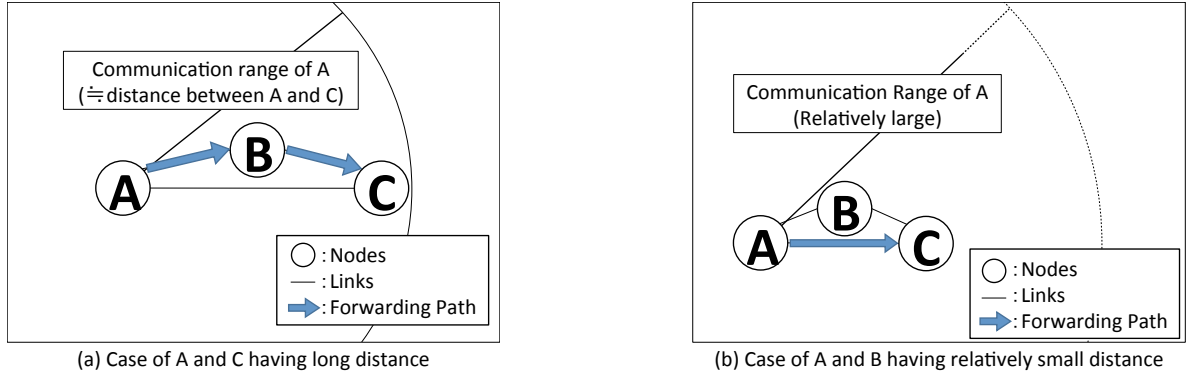 Communication range of A
(≒distance between A and C)
A
B
C
: Nodes
: Links
: Forwarding Path
(a) Case of A and C having long distance
Communication Range of A
(Relatively large)
A
B
C
: Nodes
: Links
: Forwarding Path
(b) Case of A and B having relatively small distance